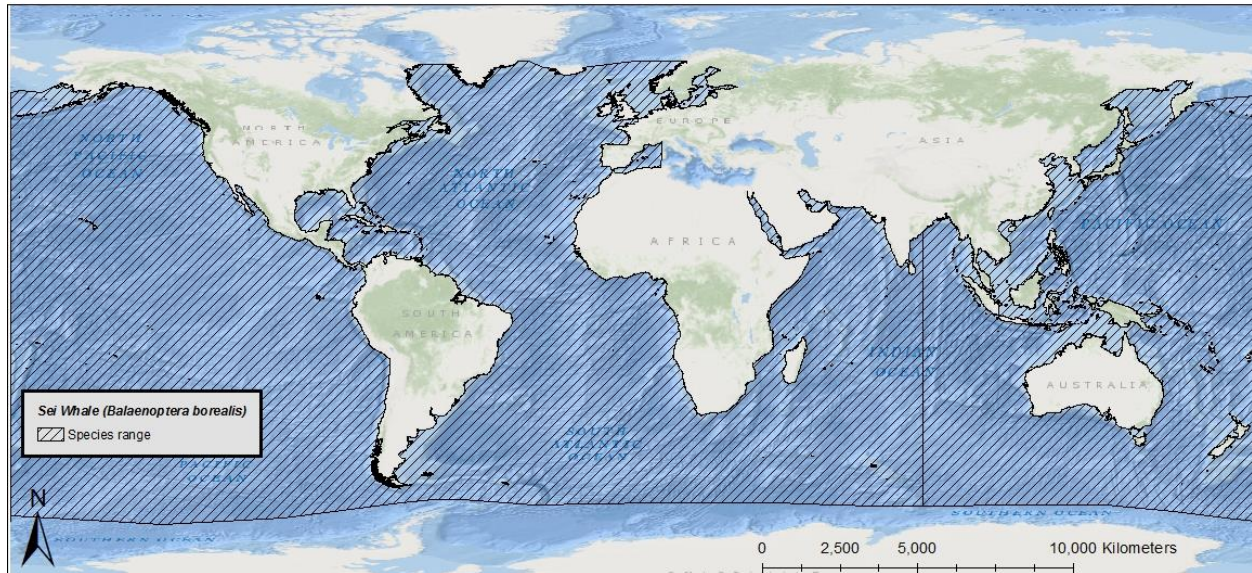 NORTH
PACIFIC
OCEAN
NORTH
AMERICA
NORTH
ATLANTIC
OCEAN
EUROPE
ASIA
AFRICA
PACIFIC OCEAN
SOUTH
AMERICA
INDIAN
OCEAN
AUSTRALIA
SOUTH
ATLANTIC
OCEAN
Sei Whale (Balaenoptera borealis)
Species range
PACIFIC
OCEAN
N
SOUTHERN OCEAN
SOUTHERN OCEAN
0 2,500 5,000 10,000 Kilometers